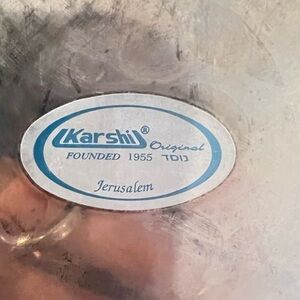 Karshi®
Original
FOUNDED 1955 נוסד
Jerusalem